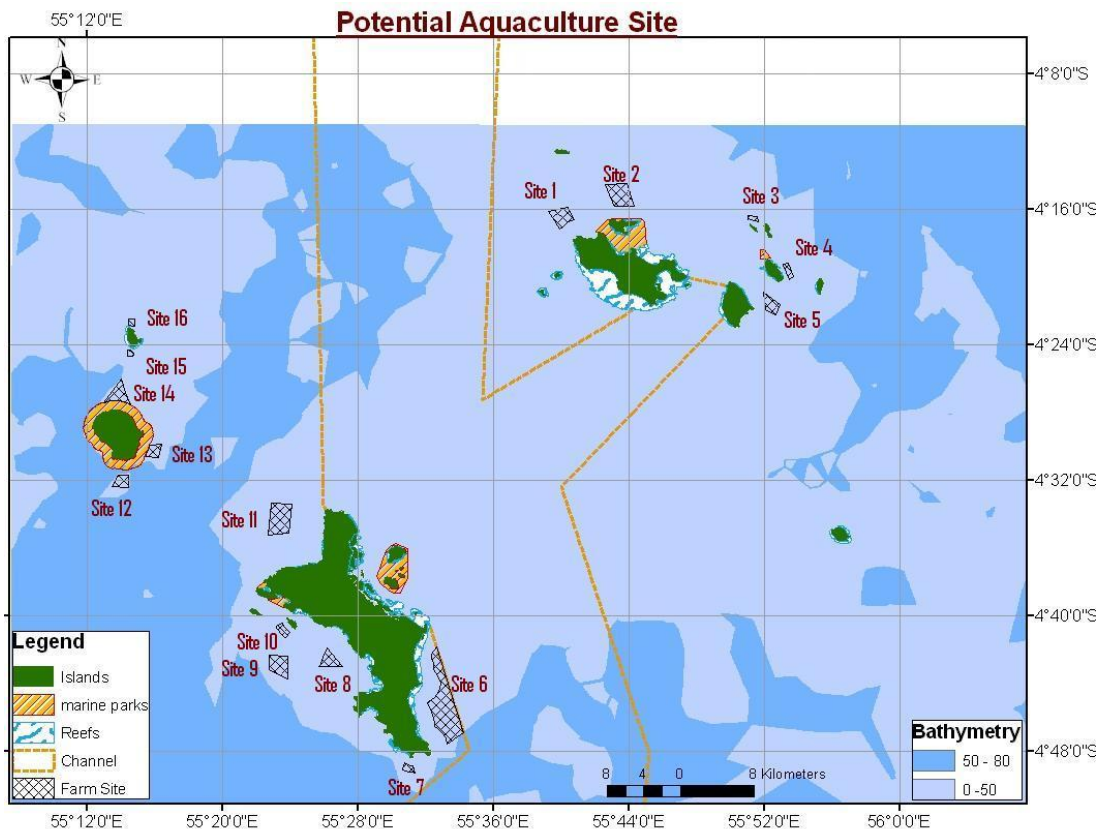 Potential Aquaculture Site
55°12'0"E
N
W
E
S
4°8'0"S
Site 2
Site 1
Site 3
4°16'0"S
Site 4
Site 5
Site 16
4°24'0"S
Site 15
Site 14
Site 13
4°32'0"S
Site 12
Site 11
4°40'0"S
Legend
Site 10
Site 9
Site 8
Site 6
Islands
marine parks
Reefs
Channel
Farm Site
Bathymetry
50 - 80
0 -50
4°48'0"S
8 4 0 8 Kilometers
Site 7
55°12'0"E 55°20'0"E 55°28'0"E 55°36'0"E 55°44'0"E 55°52'0"E 56°0'0"E